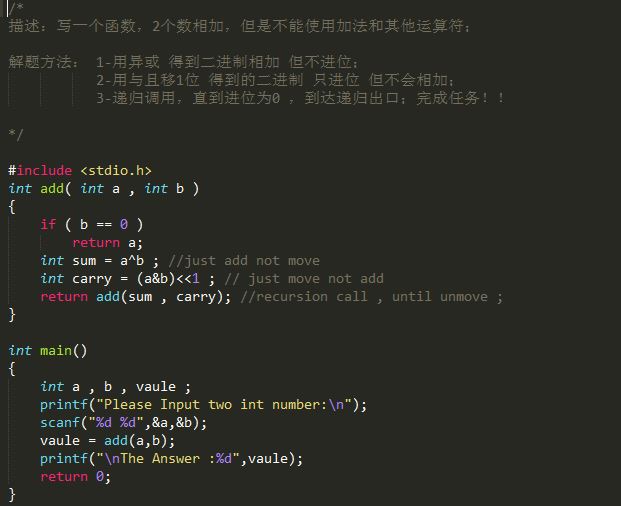 /*
描述：写一个函数，2个数相加，但是不能使用加法和其他运算符；
解题方法： 1-用异或 得到二进制相加 但不进位；
2-用与且移1位 得到的二进制 只进位 但不会相加；
3-递归调用，直到进位为0 ，到达递归出口；完成任务！！
*/
#include <stdio.h>
int add( int a , int b )
{
if ( b == 0 )
return a;
int sum = a^b ; //just add not move
int carry = (a&b)<<1 ; // just move not add
return add(sum , carry); //recursion call , until unmove ;
}
int main()
{
int a , b , vaule ;
printf("Please Input two int number:\n");
scanf("%d %d",&a,&b);
vaule = add(a,b);
printf("\nThe Answer :%d",vaule);
return 0;
}